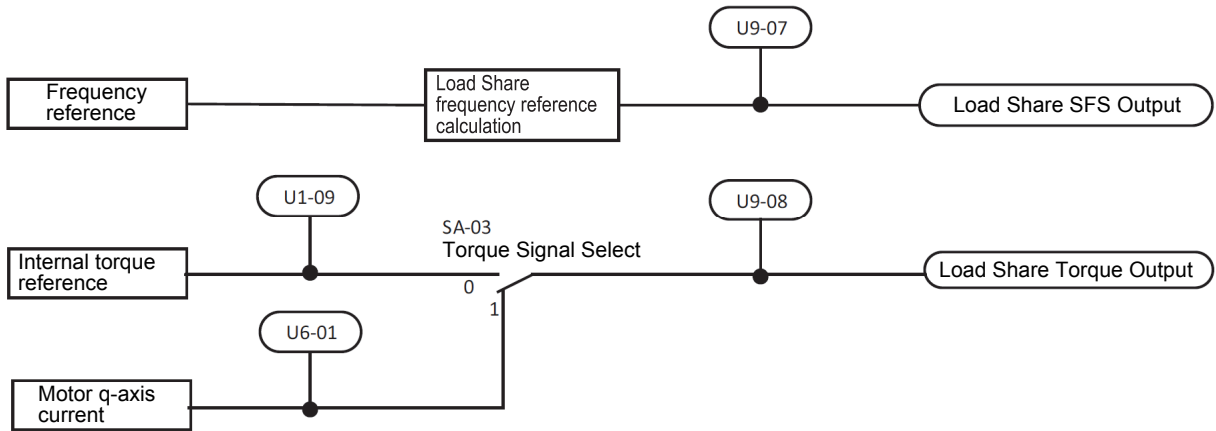 U9-07
Frequency
reference
Load Share
frequency reference
calculation
Load Share SFS Output
U1-09
U9-08
SA-03
Torque Signal Select
Internal torque
reference
0
1
Load Share Torque Output
U6-01
Motor q-axis
current